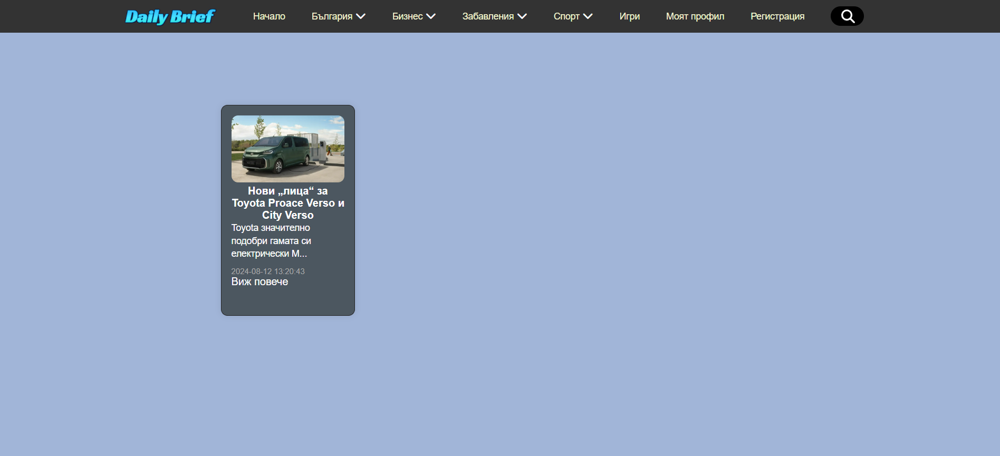 Daily Brief
Начало
България
Бизнес
Забавления
Спорт
Игри
Моят профил
Регистрация
Нови „лица“ за
Toyota Proace Verso и
City Verso
Toyota значително
подобри гамата си
електрически М...
2024-08-12 13:20:43
Виж повече